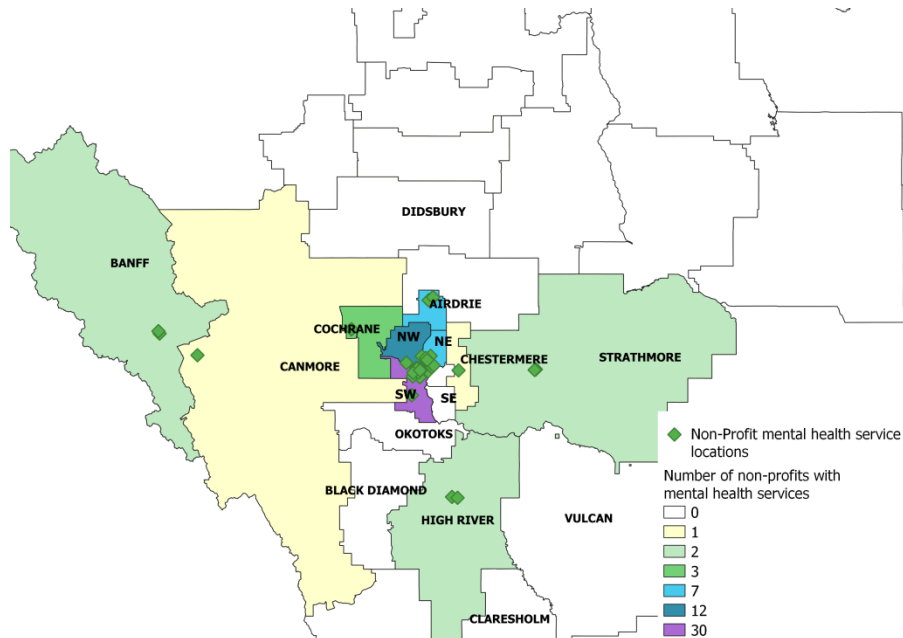 DIDSBURY
BANFF
AIRDRIE
COCHRANE
NW
NE
CANMORE
CHESTERMERE
STRATHMORE
SW
SE
OKOTOKS
BLACK DIAMOND
HIGH RIVER
VULCAN
CLARESHOLM
Non-Profit mental health service
locations
Number of non-profits with
mental health services
0
1
2
3
7
12
30